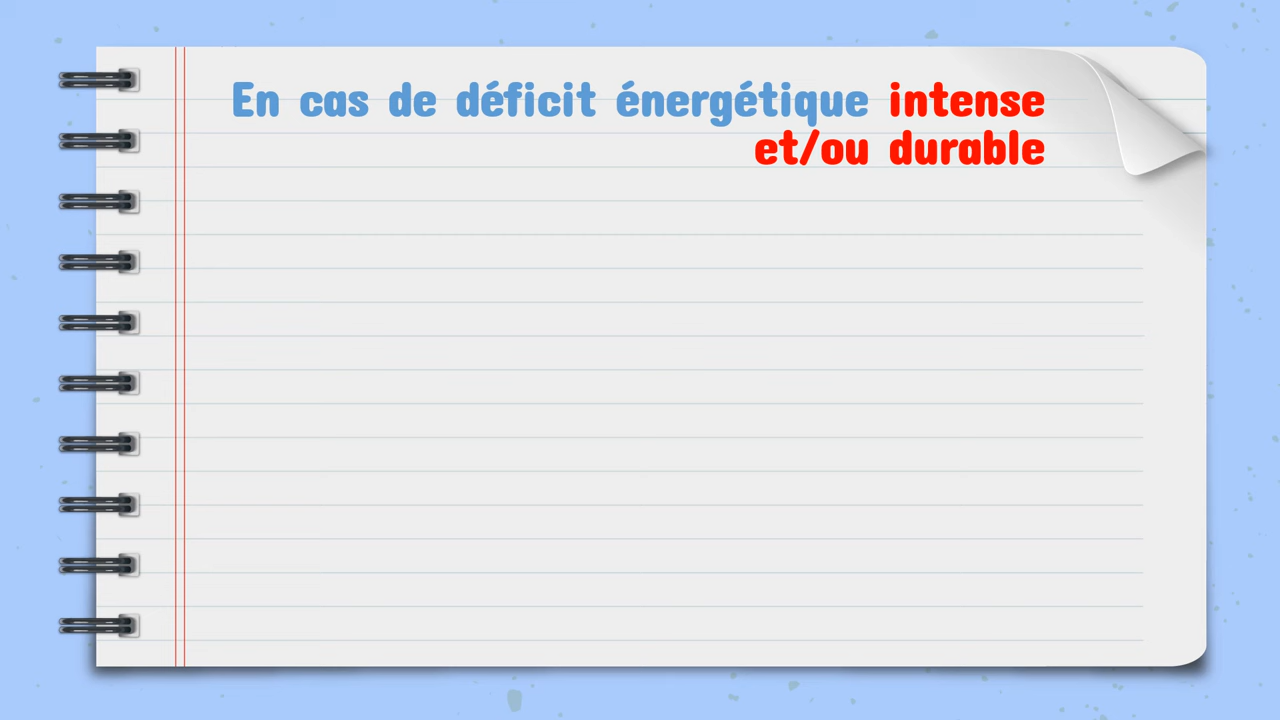 En cas de déficit énergétique intense
et/ou durable